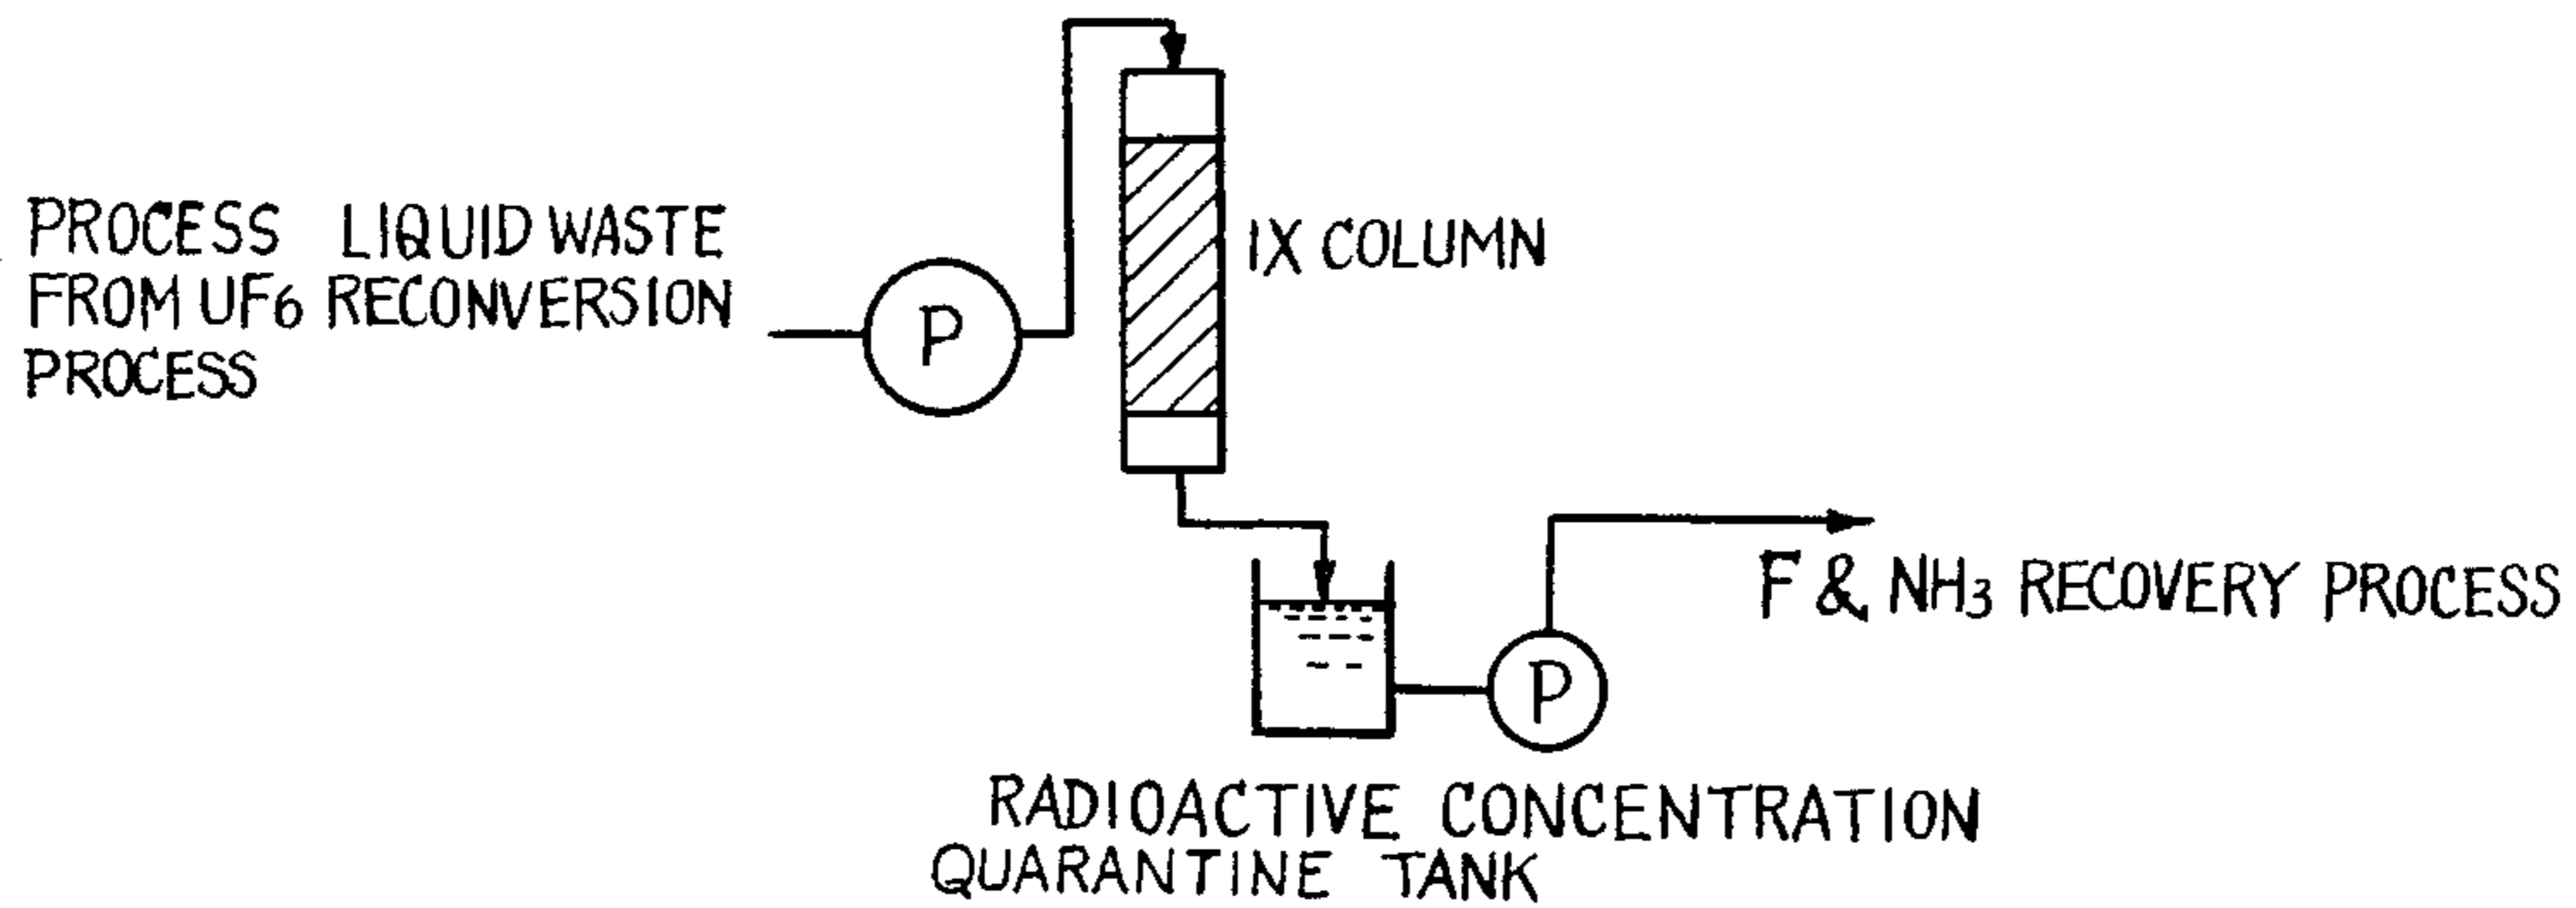 PROCESS LIQUID WASTE
FROM UF6 RECONVERSION
PROCESS
P
IX COLUMN
F & NH3 RECOVERY PROCESS
P
RADIOACTIVE CONCENTRATION
QUARANTINE TANK